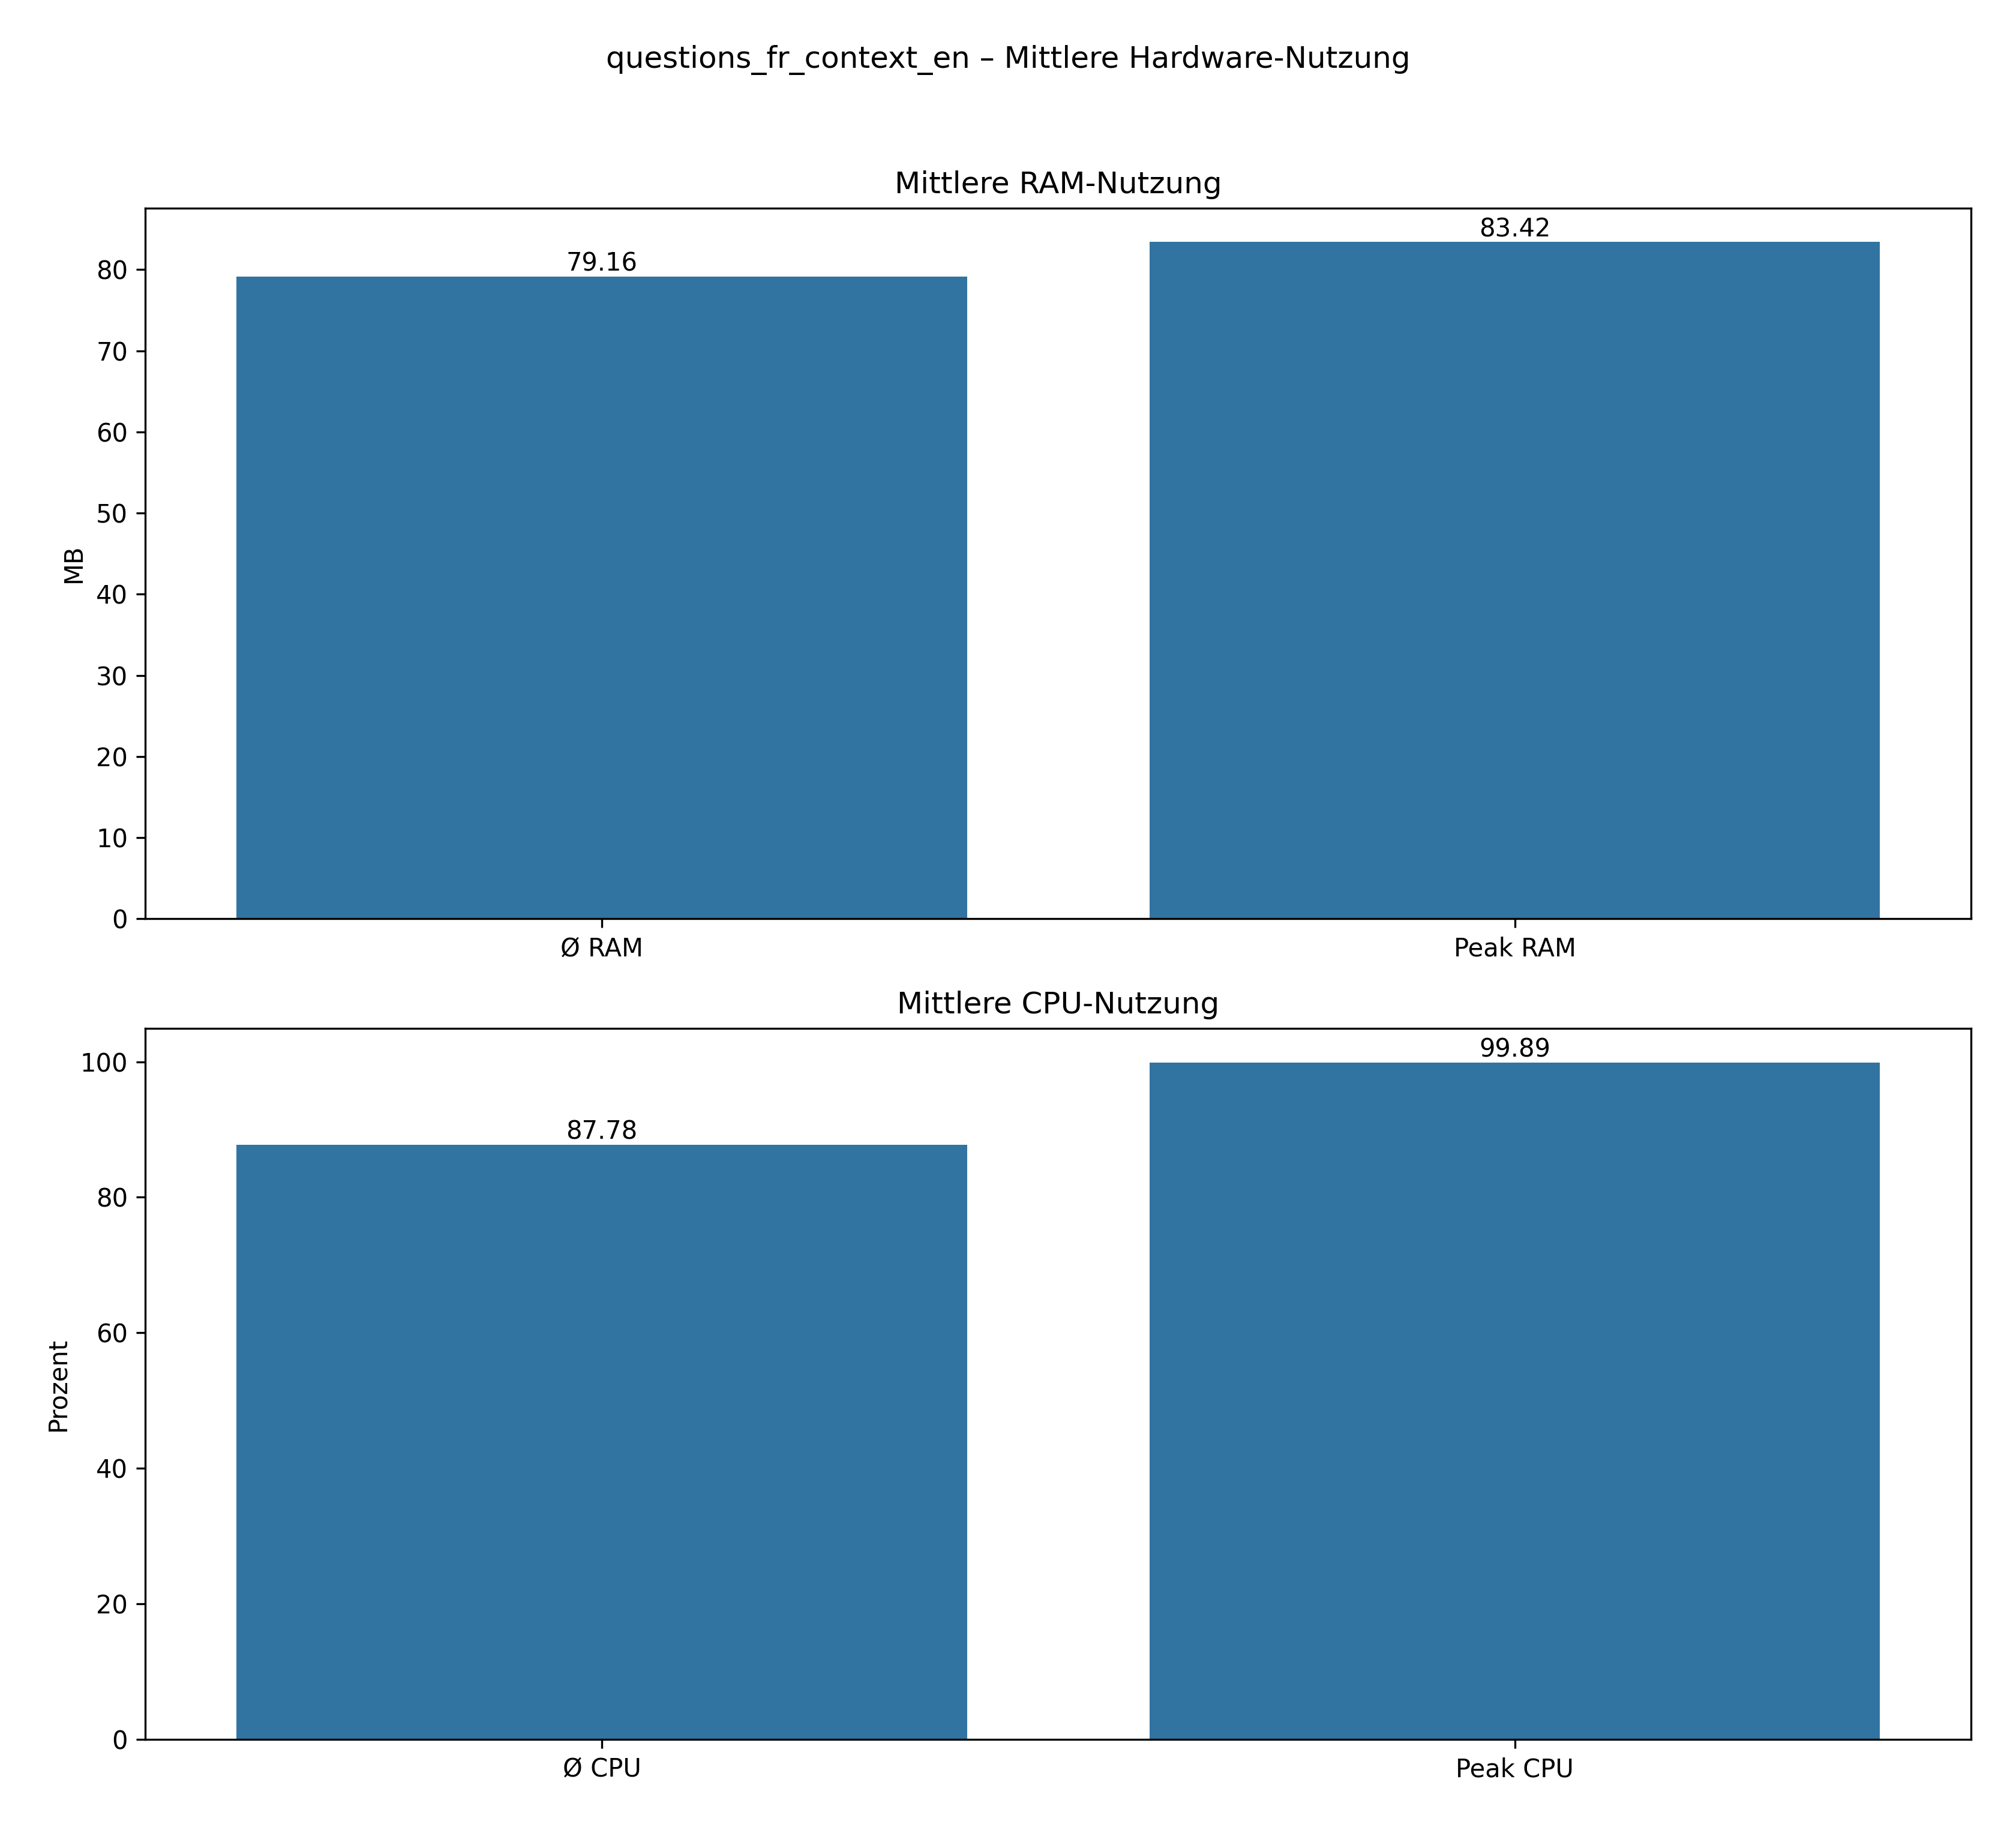 questions_fr_context_en – Mittlere Hardware-Nutzung
Mittlere RAM-Nutzung
79.16
83.42
80
70
60
50
40
30
20
10
0
MB
Ø RAM
Peak RAM
Mittlere CPU-Nutzung
87.78
99.89
100
80
60
40
20
0
Prozent
Ø CPU
Peak CPU